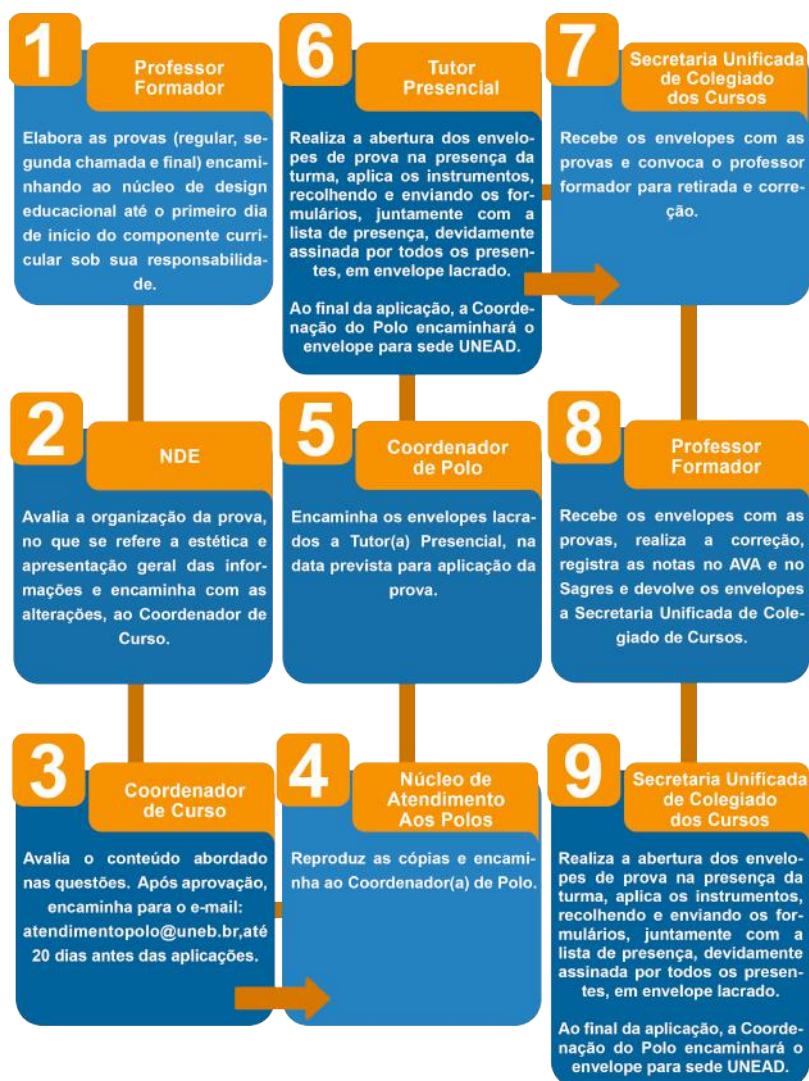 1
Professor
Formador
Elabora as provas (regular, se-
gunda chamada e final) encami-
nhando ao núcleo de design
educacional até o primeiro dia
de início do componente curri-
cular sob sua responsabilida-
de.
2
NDE
Avalia a organização da prova,
no que se refere a estética e
apresentação geral das infor-
mações e encaminha com as
alterações, ao Coordenador de
Curso.
3
Coordenador
de Curso
Avalia o conteúdo abordado
nas questões. Após aprovação,
encaminha para o e-mail:
atendimentopolo@uneb.br,até
20 dias antes das aplicações.
4
Núcleo de
Atendimento
Aos Polos
Reproduz as cópias e encami-
nha ao Coordenador(a) de Polo.
5
Coordenador
de Polo
Encaminha os envelopes lacra-
dos a Tutor(a) Presencial, na
data prevista para aplicação da
prova.
6
Tutor
Presencial
Realiza a abertura dos envelo-
pes de prova na presença da
turma, aplica os instrumentos,
recolhendo e enviando os for-
mulários, juntamente com a
lista de presença, devidamente
assinada por todos os presen-
tes, em envelope lacrado.
Ao final da aplicação, a Coorde-
nação do Polo encaminhará o
envelope para sede UNEAD.
7
Secretaria Unificada
de Colegiado
dos Cursos
Recebe os envelopes com as
provas e convoca o professor
formador para retirada e corre-
ção.
8
Professor
Formador
Recebe os envelopes com as
provas, realiza a correção,
registra as notas no AVA e no
Sagres e devolve os envelopes
a Secretaria Unificada de Cole-
giado de Cursos.
9
Secretaria Unificada
de Colegiado
dos Cursos
Realiza a abertura dos envelo-
pes de prova na presença da
turma, aplica os instrumentos,
recolhendo e enviando os for-
mulários, juntamente com a
lista de presença, devidamente
assinada por todos os presen-
tes, em envelope lacrado.
Ao final da aplicação, a Coorde-
nação do Polo encaminhará o
envelope para sede UNEAD.